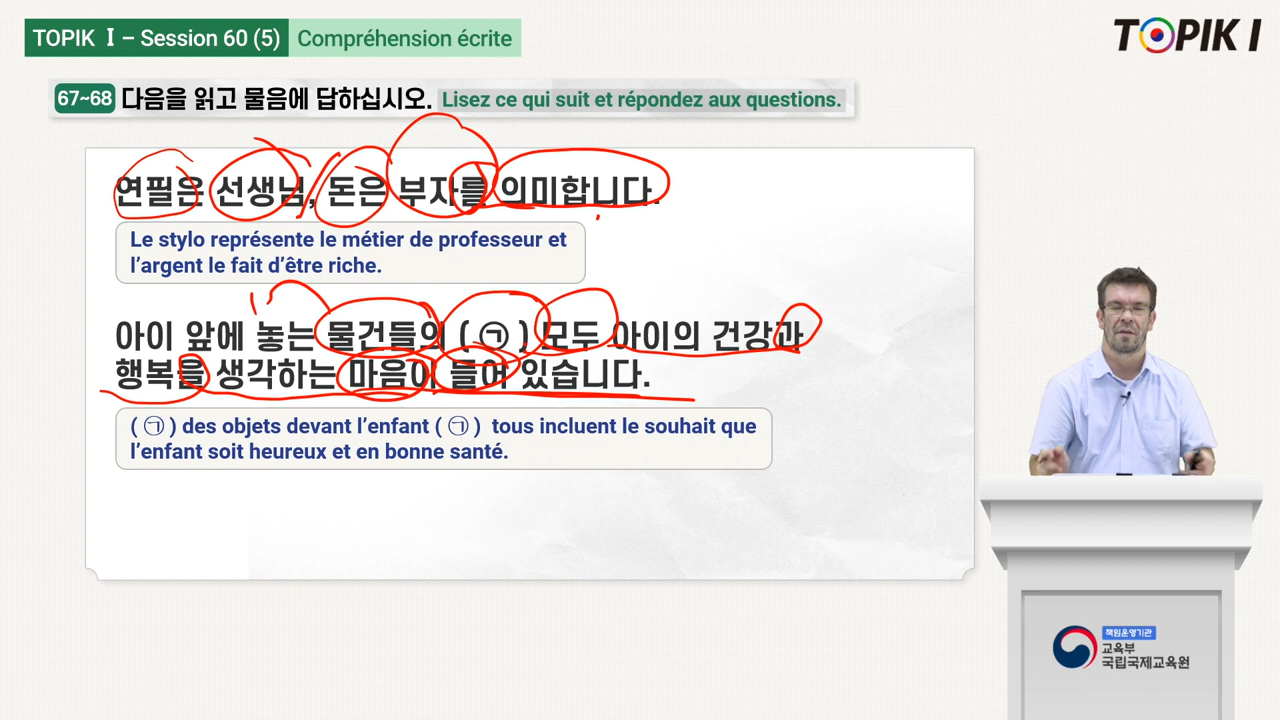 TOPIK Ⅰ – Session 60 (5) Compréhension écrite
TOPIK I
67~68 다음을 읽고 물음에 답하십시오. Lisez ce qui suit et répondez aux questions.
연필은 선생님, 돈은 부자를 의미합니다.
Le stylo représente le métier de professeur et
l’argent le fait d’être riche.
아이 앞에 놓는 물건들의 ( ㉠ ) 모두 아이의 건강과
행복을 생각하는 마음이 들어 있습니다.
( ㉠ ) des objets devant l’enfant ( ㉠ ) tous incluent le souhait que
l’enfant soit heureux et en bonne santé.
책임운영기관
교육부
국립국제교육원